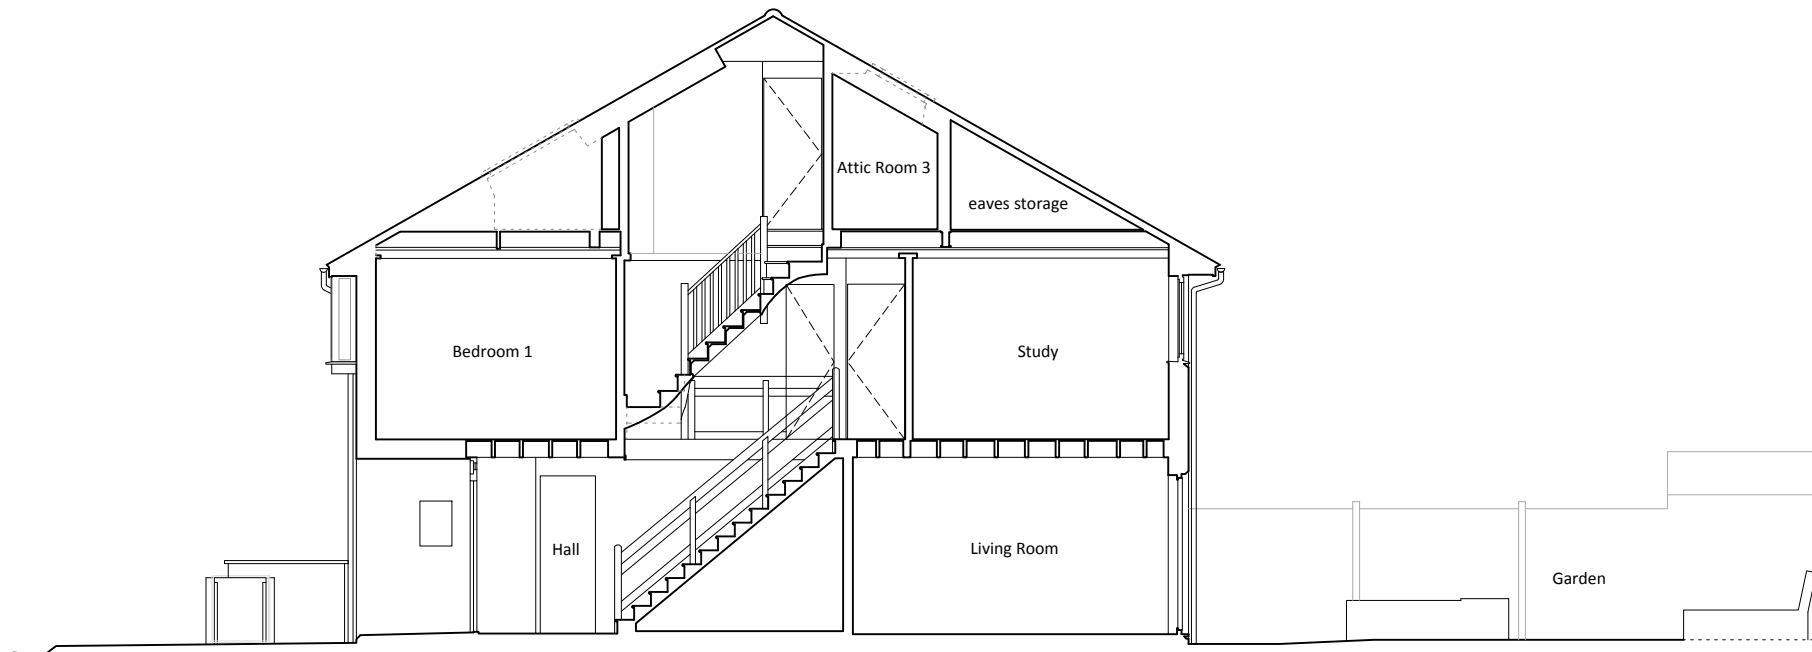 Attic Room 3
eaves storage
Bedroom 1
Study
Hall
Living Room
Garden